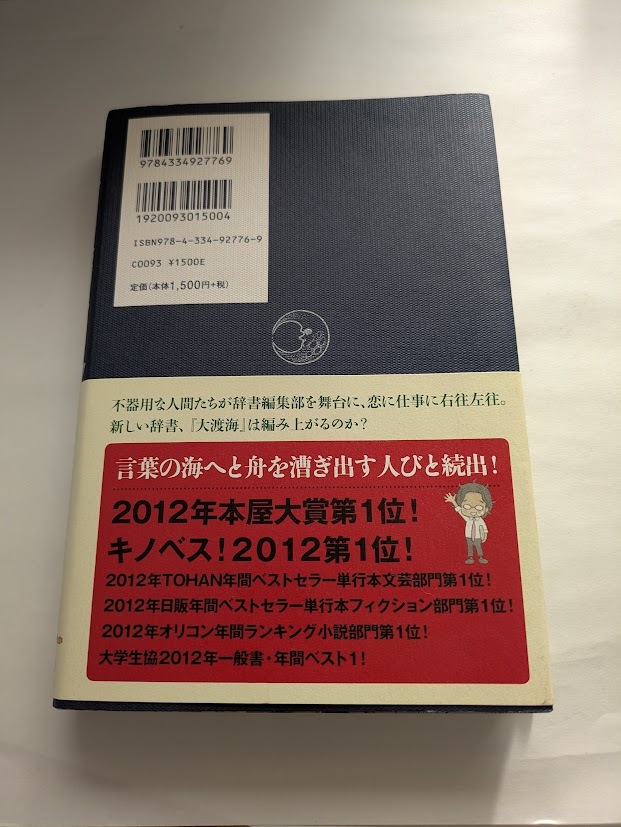 9784334927769
1920093015004
ISBN978-4-334-92776-9
C0093 ¥1500E
定価(本体1,500円+税)
不器用な人間たちが辞書編集部を舞台に、恋に仕事に右往左往。
新しい辞書、『大渡海』は編み上がるのか?
言葉の海へと舟を漕ぎ出す人びと続出!
2012年本屋大賞第1位!
キノベス!2012第1位!
2012年TOHAN年間ベストセラー単行本文芸部門第1位!
2012年日販年間ベストセラー単行本フィクション部門第1位!
2012年オリコン年間ランキング小説部門第1位!
大学生協2012年一般書・年間ベスト1!